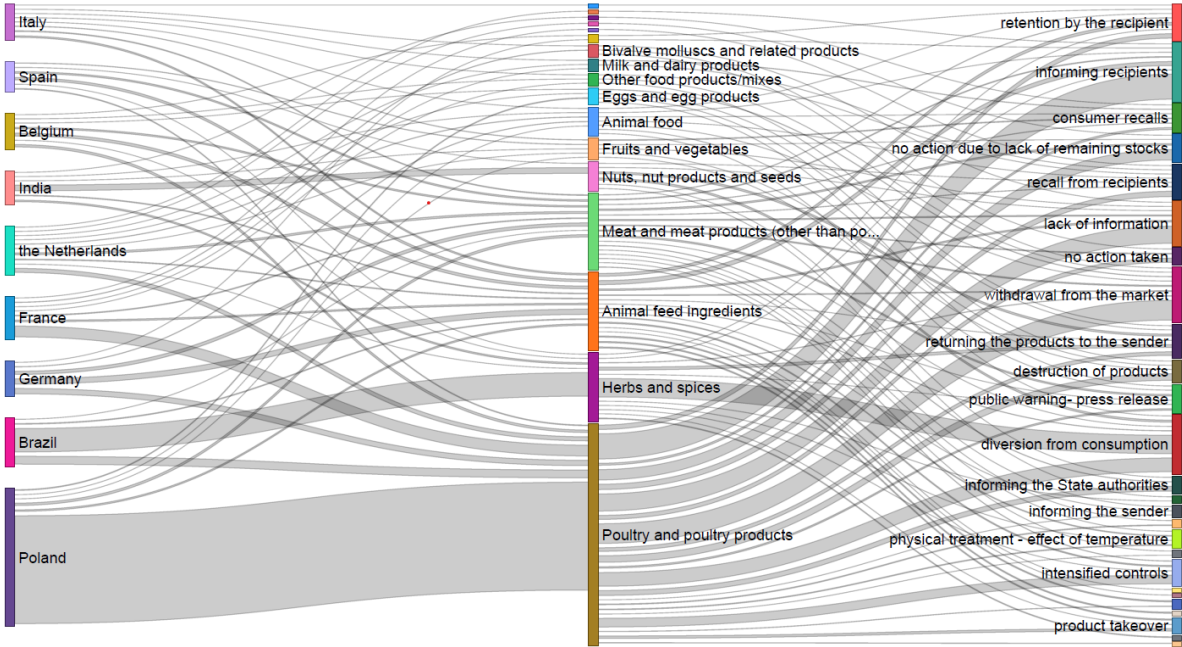 Italy
Spain
Belgium
India
the Netherlands
France
Germany
Brazil
Poland
Bivalve molluscs and related products
Milk and dairy products
Other food products/mixes
Eggs and egg products
Animal food
Fruits and vegetables
Nuts, nut products and seeds
Meat and meat products (other than po...
Animal feed ingredients
Herbs and spices
Poultry and poultry products
retention by the recipient
informing recipients
consumer recalls
no action due to lack of remaining stocks
recall from recipients
lack of information
no action taken
withdrawal from the market
returning the products to the sender
destruction of products
public warning- press release
diversion from consumption
informing the State authorities
informing the sender
physical treatment - effect of temperature
intensified controls
product takeover